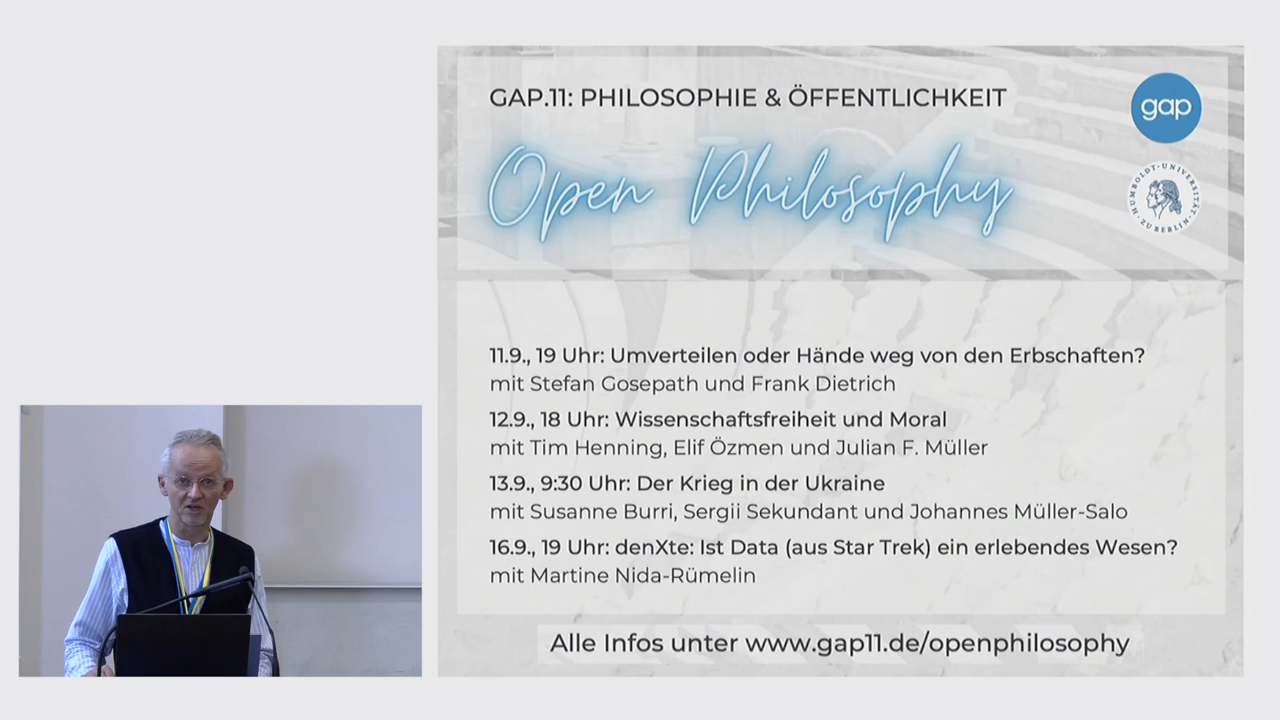 GAP.11: PHILOSOPHIE & ÖFFENTLICHKEIT
gap
Open Philosophy
HUMBOLDT-UNIVERSITÄT ZU BERLIN
11.9., 19 Uhr: Umverteilen oder Hände weg von den Erbschaften?
mit Stefan Gosepath und Frank Dietrich
12.9., 18 Uhr: Wissenschaftsfreiheit und Moral
mit Tim Henning, Elif Özmen und Julian F. Müller
13.9., 9:30 Uhr: Der Krieg in der Ukraine
mit Susanne Burri, Sergii Sekundant und Johannes Müller-Salo
16.9., 19 Uhr: denXte: Ist Data (aus Star Trek) ein erlebendes Wesen?
mit Martine Nida-Rümelin
Alle Infos unter www.gap11.de/openphilosophy